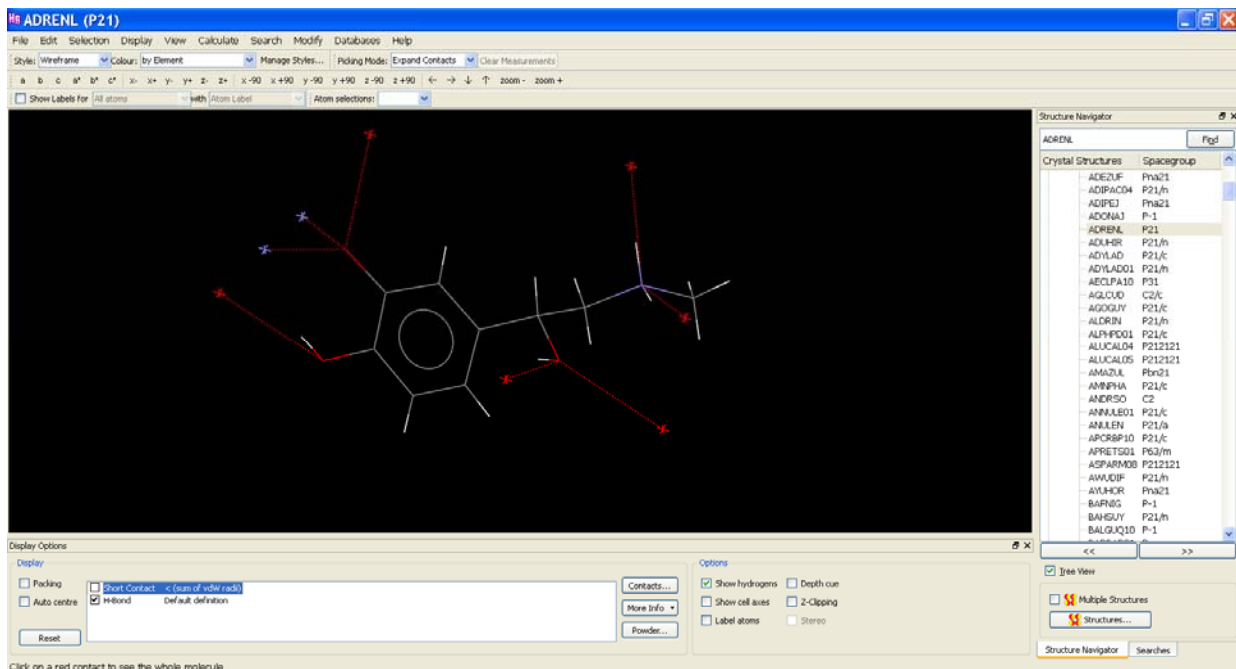 ADRENL (P21)
File Edit Selection Display View Calculate Search Modify Databases Help
Style: Wireframe Colour: by Element Manage Styles... Picking Mode: Expand Contacts Clear Measurements
a b c a* b* c* x- x+ y- y+ z- z+ x-90 x+90 y-90 y+90 z-90 z+90 ← → ↓ ↑ zoom- zoom+
Show Labels for All atoms with Atom Label Atom selections:
Structure Navigator
ADRENL Find
Crystal Structures Spacegroup
ADEZUF Pna21
ADIPAC04 P21/n
ADIPEJ Pna21
ADONAJ P-1
ADRENL P21
ADUHIR P21/n
ADYLAD P21/c
ADYLAD01 P21/n
AECLPA10 P31
AGLCUD C2/c
AGOGUY P21/c
ALDRIN P21/n
ALPHPD01 P21/c
ALUCAL04 P212121
ALUCAL05 P212121
AMAZUL Pbn21
AMNPHA P21/c
ANDRSO C2
ANNULE01 P21/c
ANULEN P21/a
APCRBP10 P21/c
APRETS01 P63/m
ASPARM08 P212121
AWUDIF P21/n
AYUHOR Pna21
BAFNIG P-1
BAHSUY P21/n
BALGUQ10 P-1
<< >>
Tree View
Multiple Structures
Structures...
Structure Navigator Searches
Display Options
Display
Packing
Auto centre
Reset
Short Contact < (sum of vdW radii)
H-Bond Default definition
Contacts...
More Info
Powder...
Options
Show hydrogens Depth cue
Show cell axes Z-Clipping
Label atoms Stereo
Click on a red contact to see the whole molecule